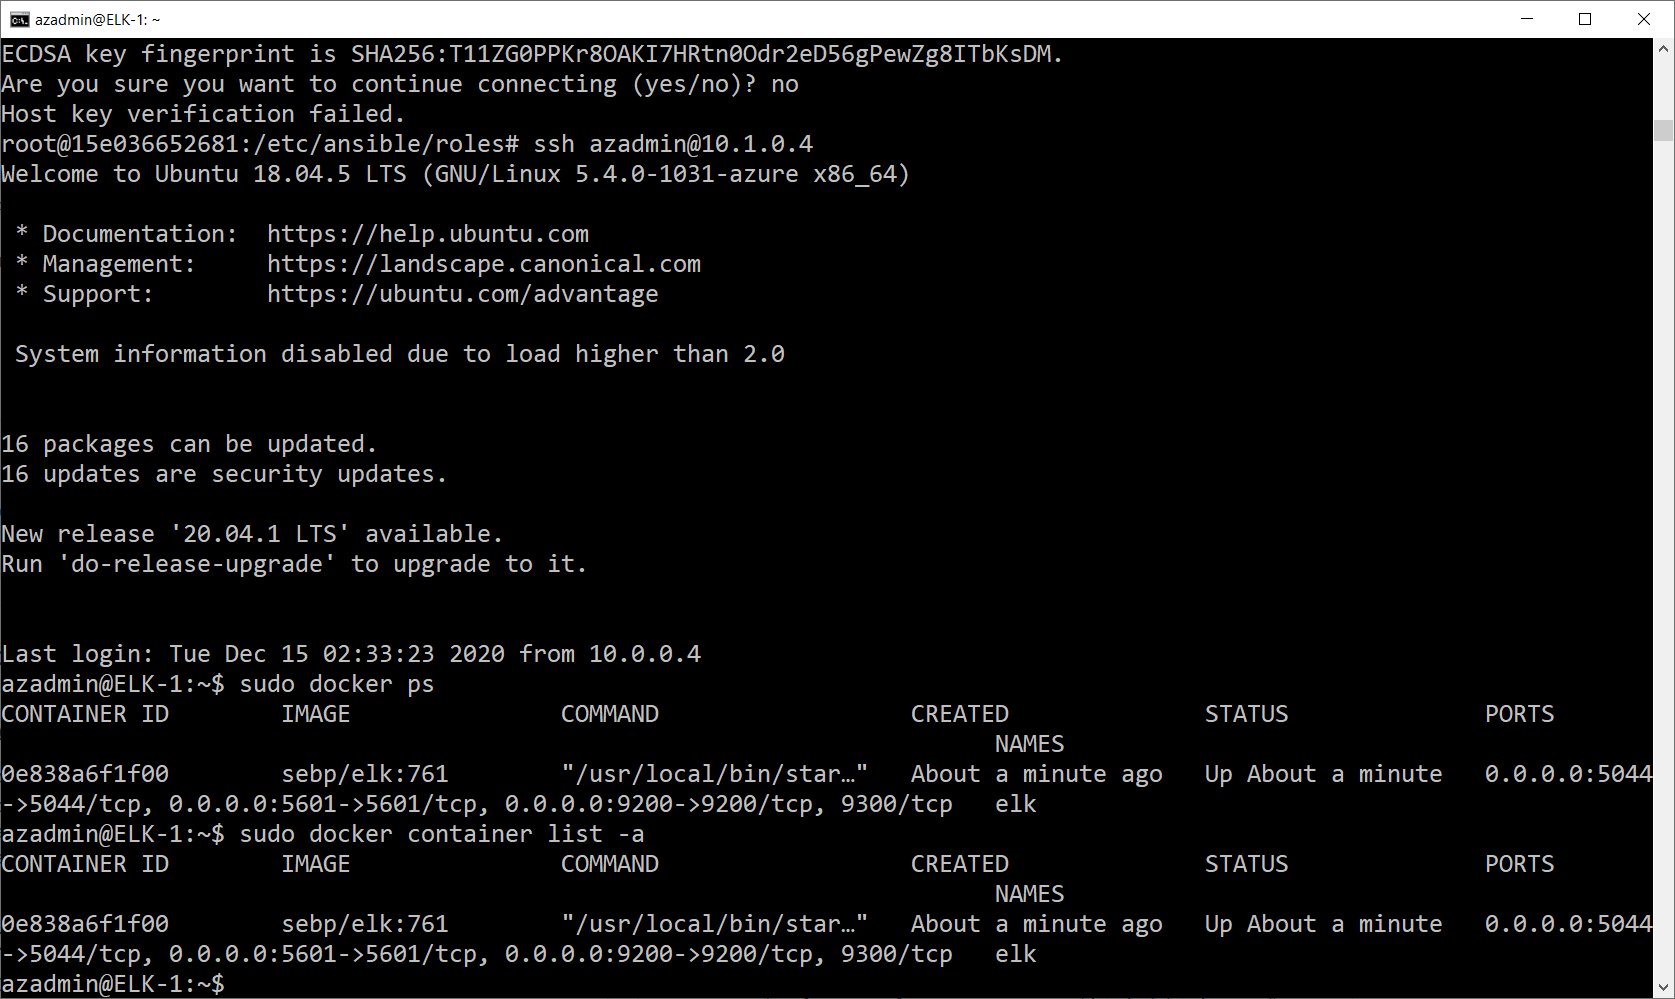 azadmin@ELK-1: ~
ECDSA key fingerprint is SHA256:T11ZG0PPKr8OAKI7HRtn0Odr2eD56gPewZg8ITbKsDM.
Are you sure you want to continue connecting (yes/no)? no
Host key verification failed.
root@15e036652681:/etc/ansible/roles# ssh azadmin@10.1.0.4
Welcome to Ubuntu 18.04.5 LTS (GNU/Linux 5.4.0-1031-azure x86_64)
 * Documentation:  https://help.ubuntu.com
 * Management:     https://landscape.canonical.com
 * Support:        https://ubuntu.com/advantage
 System information disabled due to load higher than 2.0
16 packages can be updated.
16 updates are security updates.
New release '20.04.1 LTS' available.
Run 'do-release-upgrade' to upgrade to it.
Last login: Tue Dec 15 02:33:23 2020 from 10.0.0.4
azadmin@ELK-1:~$ sudo docker ps
CONTAINER ID        IMAGE               COMMAND                  CREATED              STATUS              PORTS
                                                                       NAMES
0e838a6f1f00        sebp/elk:761        "/usr/local/bin/star…"   About a minute ago   Up About a minute   0.0.0.0:5044
->5044/tcp, 0.0.0.0:5601->5601/tcp, 0.0.0.0:9200->9200/tcp, 9300/tcp   elk
azadmin@ELK-1:~$ sudo docker container list -a
CONTAINER ID        IMAGE               COMMAND                  CREATED              STATUS              PORTS
                                                                       NAMES
0e838a6f1f00        sebp/elk:761        "/usr/local/bin/star…"   About a minute ago   Up About a minute   0.0.0.0:5044
->5044/tcp, 0.0.0.0:5601->5601/tcp, 0.0.0.0:9200->9200/tcp, 9300/tcp   elk
azadmin@ELK-1:~$